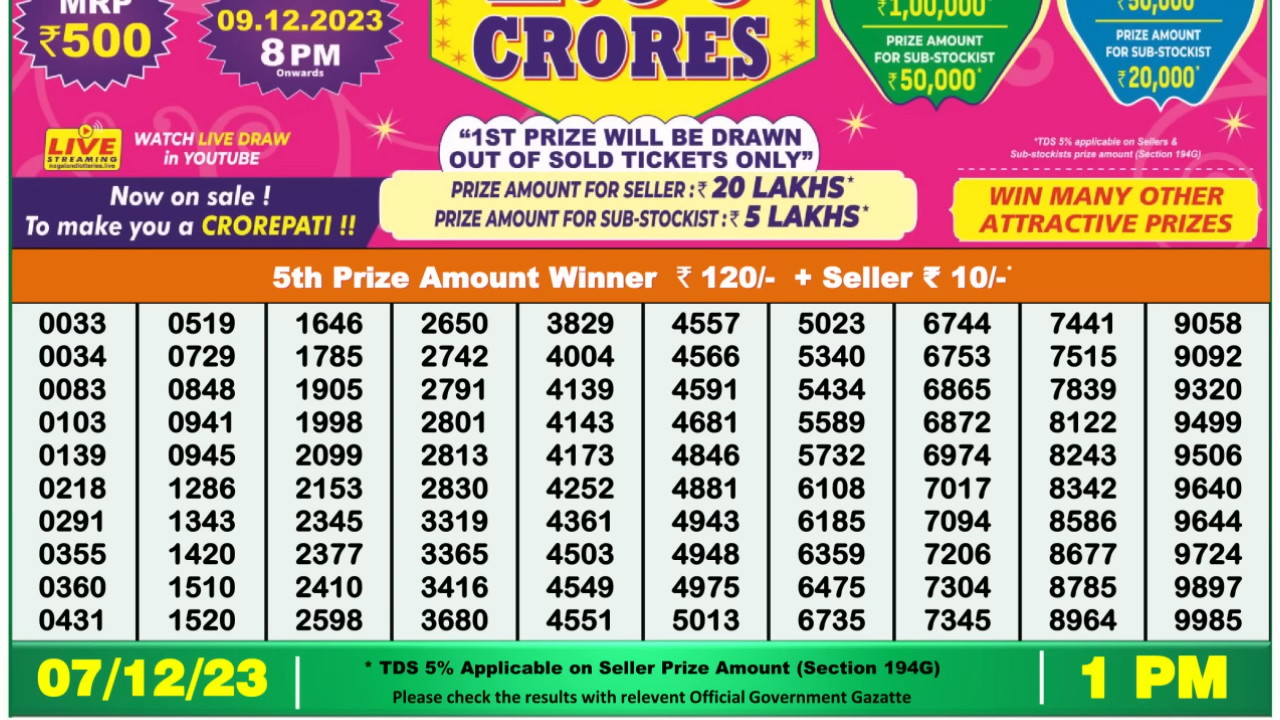 MRP
₹500
09.12.2023
8 PM
Onwards
CRORES
₹1,00,000*
PRIZE AMOUNT
FOR SUB-STOCKIST
₹50,000*
₹50,000
PRIZE AMOUNT
FOR SUB-STOCKIST
₹20,000*
LIVE
STREAMING
nagalandlotteries.live
WATCH LIVE DRAW
in YOUTUBE
“1ST PRIZE WILL BE DRAWN
OUT OF SOLD TICKETS ONLY”
*TDS 5% applicable on Sellers &
Sub-stockists prize amount (Section 194G)
Now on sale !
To make you a CROREPATI !!
PRIZE AMOUNT FOR SELLER :₹ 20 LAKHS*
PRIZE AMOUNT FOR SUB-STOCKIST :₹ 5 LAKHS*
WIN MANY OTHER
ATTRACTIVE PRIZES
5th Prize Amount Winner ₹ 120/- + Seller ₹ 10/-*
0033 0519 1646 2650 3829 4557 5023 6744 7441 9058
0034 0729 1785 2742 4004 4566 5340 6753 7515 9092
0083 0848 1905 2791 4139 4591 5434 6865 7839 9320
0103 0941 1998 2801 4143 4681 5589 6872 8122 9499
0139 0945 2099 2813 4173 4846 5732 6974 8243 9506
0218 1286 2153 2830 4252 4881 6108 7017 8342 9640
0291 1343 2345 3319 4361 4943 6185 7094 8586 9644
0355 1420 2377 3365 4503 4948 6359 7206 8677 9724
0360 1510 2410 3416 4549 4975 6475 7304 8785 9897
0431 1520 2598 3680 4551 5013 6735 7345 8964 9985
07/12/23
* TDS 5% Applicable on Seller Prize Amount (Section 194G)
Please check the results with relevent Official Government Gazatte
1 PM